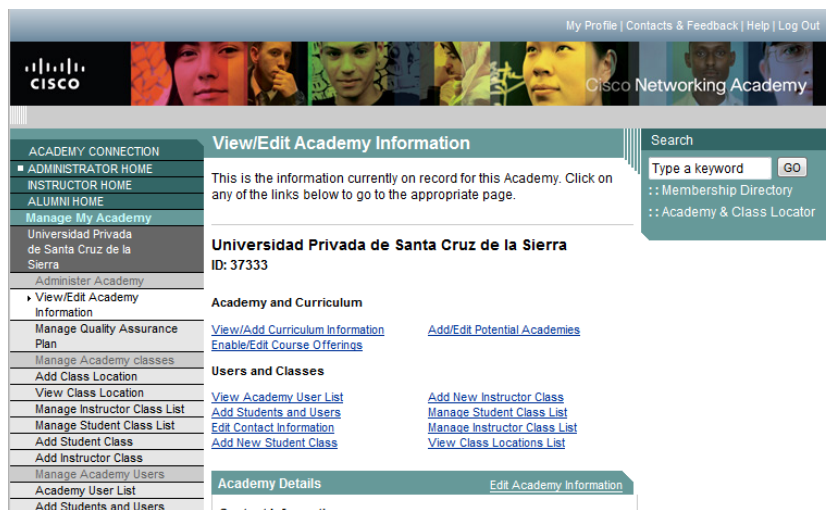 My Profile | Contacts & Feedback | Help | Log Out
CISCO
Cisco Networking Academy
ACADEMY CONNECTION
ADMINISTRATOR HOME
INSTRUCTOR HOME
ALUMNI HOME
Manage My Academy
Universidad Privada
de Santa Cruz de la
Sierra
Administer Academy
View/Edit Academy
Information
Manage Quality Assurance
Plan
Manage Academy classes
Add Class Location
View Class Location
Manage Instructor Class List
Manage Student Class List
Add Student Class
Add Instructor Class
Manage Academy Users
Academy User List
Add Students and Users
View/Edit Academy Information
This is the information currently on record for this Academy. Click on
any of the links below to go to the appropriate page.
Universidad Privada de Santa Cruz de la Sierra
ID: 37333
Academy and Curriculum
View/Add Curriculum Information
Add/Edit Potential Academies
Enable/Edit Course Offerings
Users and Classes
View Academy User List
Add New Instructor Class
Add Students and Users
Manage Student Class List
Edit Contact Information
Manage Instructor Class List
Add New Student Class
View Class Locations List
Academy Details
Edit Academy Information
Search
Type a keyword
GO
:: Membership Directory
:: Academy & Class Locator